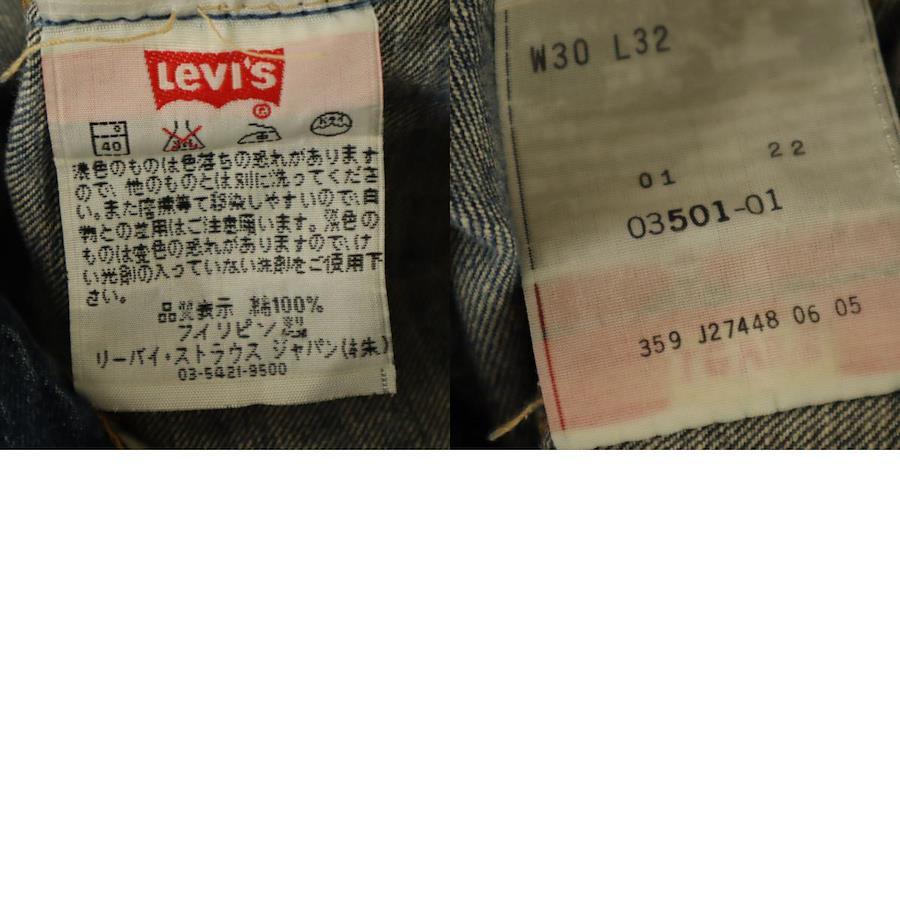 LEVI'S
®
40
ドライ
濃色のものは色落ちの恐れがあります
ので、他のものとは別に洗ってくださ
い。また摩擦等で移染しやすいので、白
物との着用はご注意願います。淡色の
ものは変色の恐れがありますので、け
い光剤の入っていない洗剤をご使用下
さい。
品質表示 綿100%
フィリピン製
リーバイ・ストラウス ジャパン(株)
03-5421-9500
W30 L32
01 22
03501-01
359 J27448 06 05